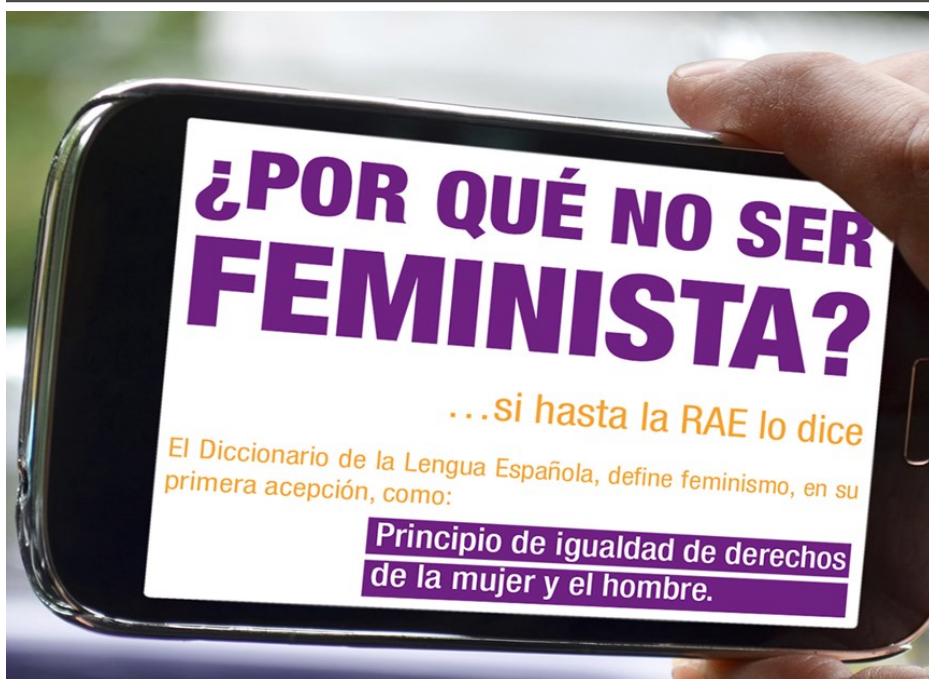 ¿POR QUÉ NO SER
FEMINISTA?
...si hasta la RAE lo dice
El Diccionario de la Lengua Española, define feminismo, en su
primera acepción, como:
Principio de igualdad de derechos
de la mujer y el hombre.